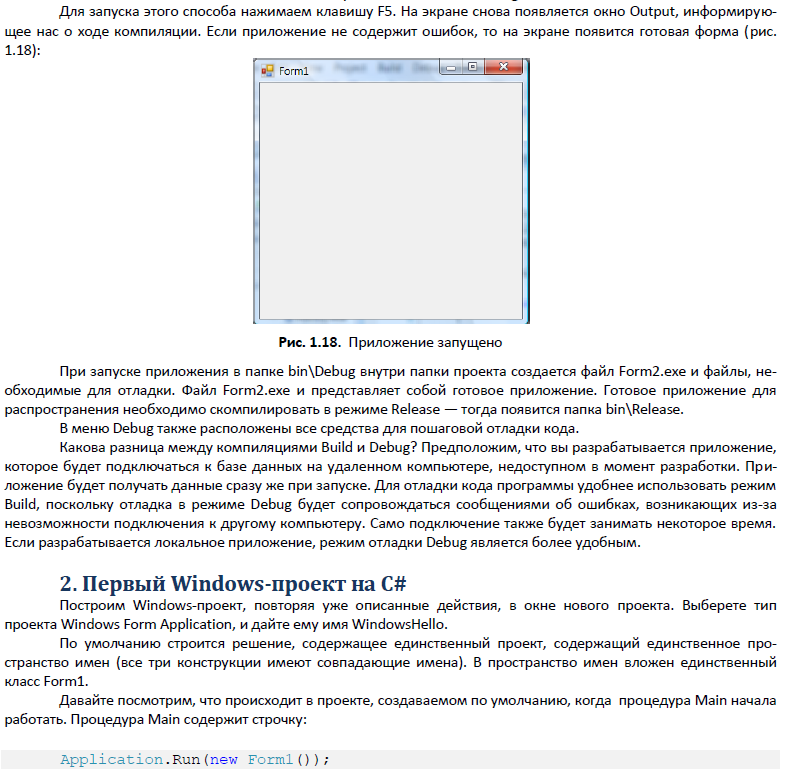 Для запуска этого способа нажимаем клавишу F5. На экране снова появляется окно Output, информирую-
щее нас о ходе компиляции. Если приложение не содержит ошибок, то на экране появится готовая форма (рис.
1.18):
Form1
Рис. 1.18. Приложение запущено
При запуске приложения в папке bin\Debug внутри папки проекта создается файл Form2.exe и файлы, не-
обходимые для отладки. Файл Form2.exe и представляет собой готовое приложение. Готовое приложение для
распространения необходимо скомпилировать в режиме Release — тогда появится папка bin\Release.
В меню Debug также расположены все средства для пошаговой отладки кода.
Какова разница между компиляциями Build и Debug? Предположим, что вы разрабатывается приложение,
которое будет подключаться к базе данных на удаленном компьютере, недоступном в момент разработки. При-
ложение будет получать данные сразу же при запуске. Для отладки кода программы удобнее использовать режим
Build, поскольку отладка в режиме Debug будет сопровождаться сообщениями об ошибках, возникающих из-за
невозможности подключения к другому компьютеру. Само подключение также будет занимать некоторое время.
Если разрабатывается локальное приложение, режим отладки Debug является более удобным.
2. Первый Windows-проект на C#
Построим Windows-проект, повторяя уже описанные действия, в окне нового проекта. Выберете тип
проекта Windows Form Application, и дайте ему имя WindowsHello.
По умолчанию строится решение, содержащее единственный проект, содержащий единственное про-
странство имен (все три конструкции имеют совпадающие имена). В пространство имен вложен единственный
класс Form1.
Давайте посмотрим, что происходит в проекте, создаваемом по умолчанию, когда процедура Main начала
работать. Процедура Main содержит строчку:
Application.Run(new Form1());